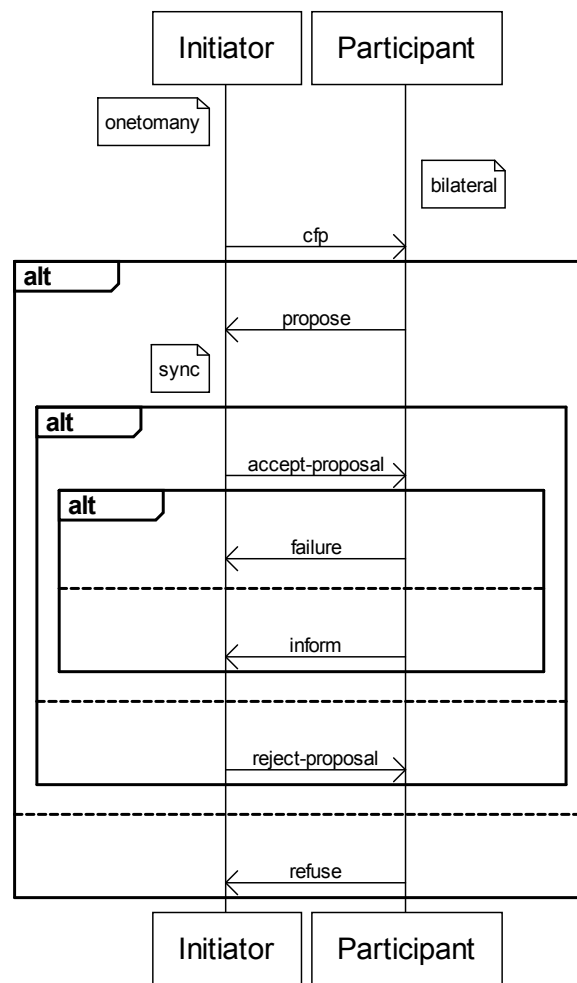 Initiator
Participant
onetomany
bilateral
cfp
alt
propose
sync
alt
accept-proposal
alt
failure
inform
reject-proposal
refuse
Initiator
Participant